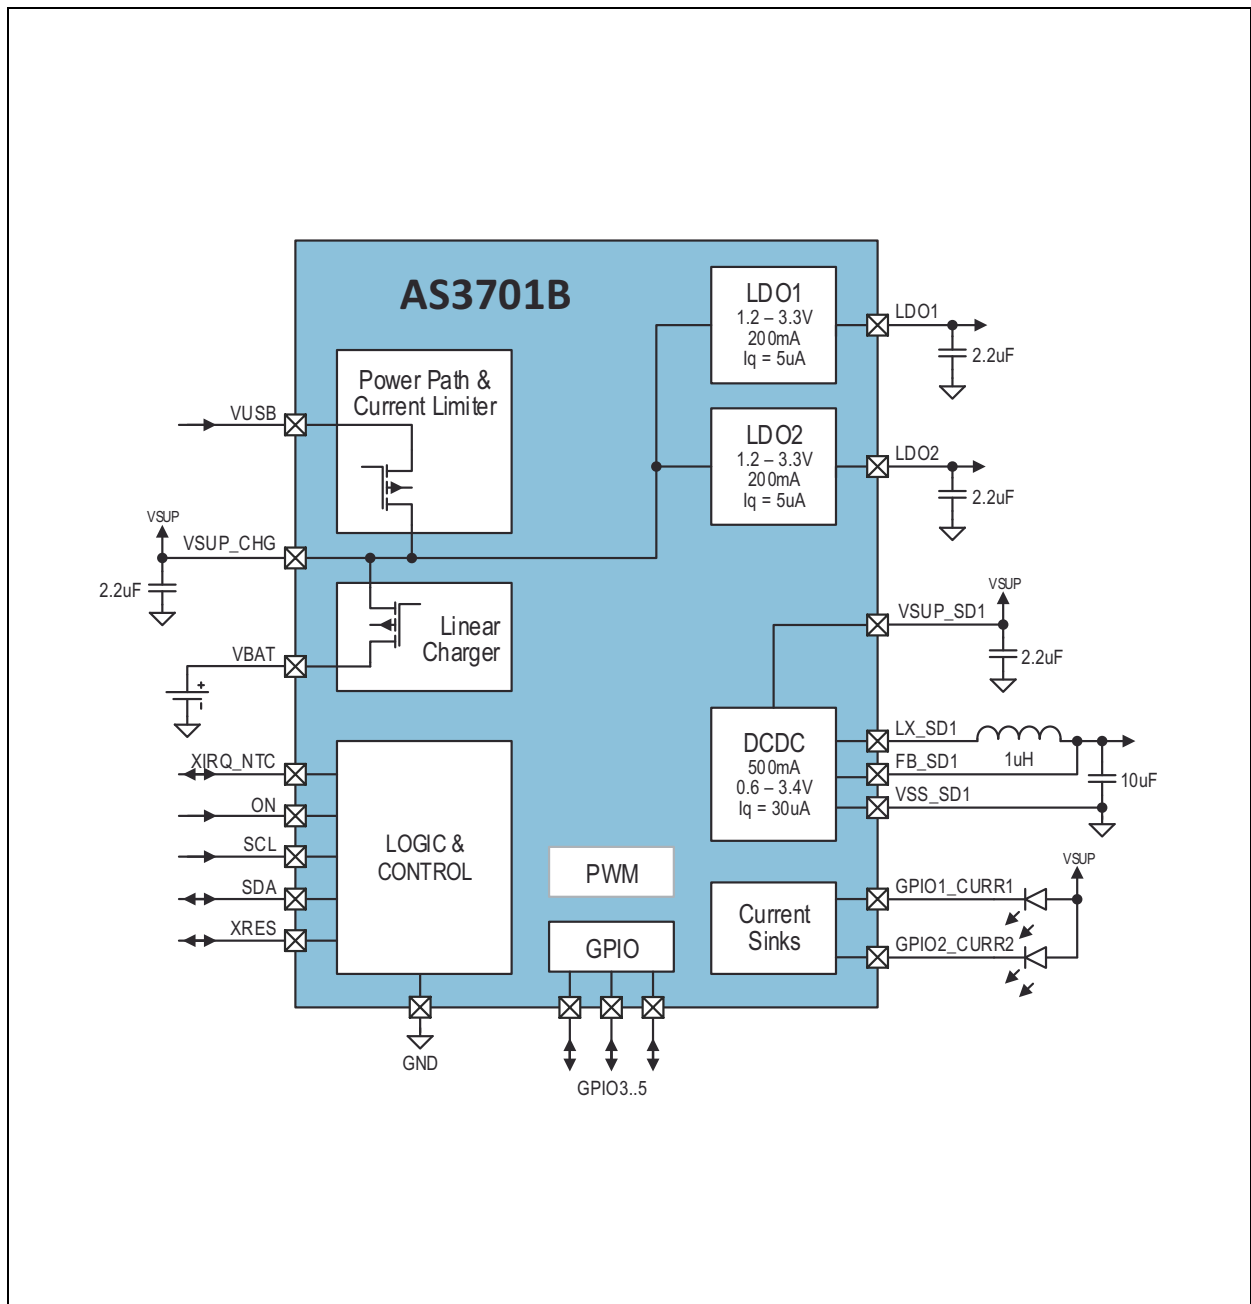 AS3701B
LDO1
1.2 – 3.3V
200mA
Iq = 5uA
LDO1
2.2uF
Power Path &
Current Limiter
VUSB
LDO2
1.2 – 3.3V
200mA
Iq = 5uA
LDO2
2.2uF
VSUP
VSUP_CHG
2.2uF
Linear
Charger
VBAT
+
VSUP
VSUP_SD1
2.2uF
DCDC
500mA
0.6 – 3.4V
Iq = 30uA
LX_SD1
1uH
FB_SD1
VSS_SD1
10uF
XIRQ_NTC
ON
SCL
SDA
XRES
LOGIC &
CONTROL
PWM
GPIO
Current
Sinks
VSUP
GPIO1_CURR1
GPIO2_CURR2
GND
GPIO3..5